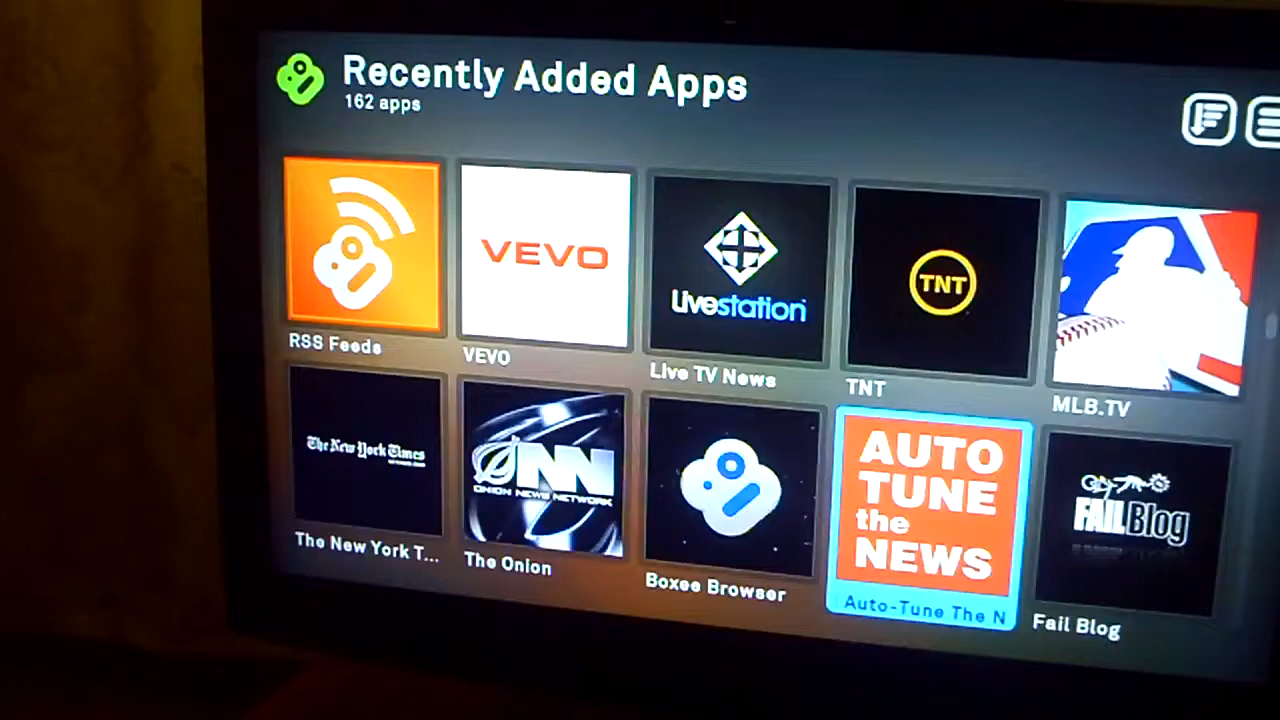 Recently Added Apps
162 apps
VEVO
Livestation
TNT
RSS Feeds
VEVO
Live TV News
TNT
MLB.TV
The New York Times
ONN
ONION NEWS NETWORK
AUTO
TUNE
the
NEWS
FAIL Blog
The New York T...
The Onion
Boxee Browser
Auto-Tune The N
Fail Blog